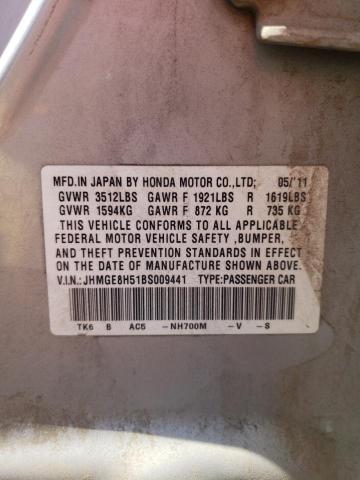 MFD.IN JAPAN BY HONDA MOTOR CO.,LTD; 05/'11
GVWR 3512LBS GAWR F 1921LBS R 1619LBS
GVWR 1594KG GAWR F 872 KG R 735 KG
THIS VEHICLE CONFORMS TO ALL APPLICABLE
FEDERAL MOTOR VEHICLE SAFETY ,BUMPER,
AND THEFT PREVENTION STANDARDS IN EFFECT
ON THE DATE OF MANUFACTURE SHOWN ABOVE.
V.I.N.:JHMGE8H51BS009441 TYPE:PASSENGER CAR
TK6 B AC5 -NH700M -V -S